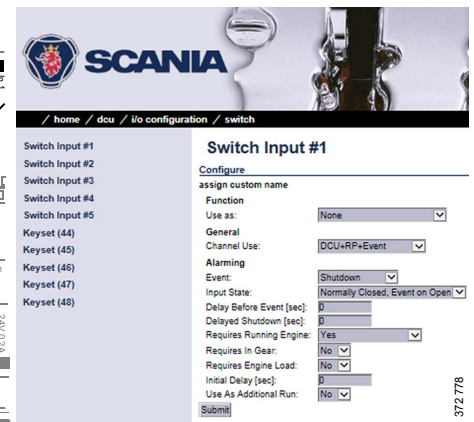 SCANIA
/ home / dcu / i/o configuration / switch
Switch Input #1
Switch Input #2
Switch Input #3
Switch Input #4
Switch Input #5
Keyset (44)
Keyset (45)
Keyset (46)
Keyset (47)
Keyset (48)
Switch Input #1
Configure
assign custom name
Function
Use as: None
General
Channel Use: DCU+RP+Event
Alarming
Event: Shutdown
Input State: Normally Closed, Event on Open
Delay Before Event [sec]: 0
Delayed Shutdown [sec]: 0
Requires Running Engine: Yes
Requires In Gear: No
Requires Engine Load: No
Initial Delay [sec]: 0
Use As Additional Run: No
Submit
372 778